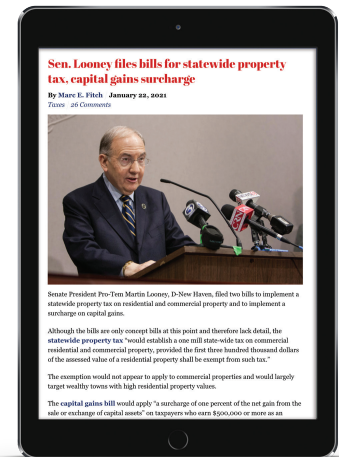 Sen. Looney files bills for statewide property
tax, capital gains surcharge
By Marc E. Fitch January 22, 2021
Taxes 26 Comments
Senate President Pro-Tem Martin Looney, D-New Haven, filed two bills to implement a
statewide property tax on residential and commercial property and to implement a
surcharge on capital gains.
Although the bills are only concept bills at this point and therefore lack detail, the
statewide property tax “would establish a one mill state-wide tax on commercial
residential and commercial property, provided the first three hundred thousand dollars
of the assessed value of a residential property shall be exempt from such tax.”
The exemption would not appear to apply to commercial properties and would largely
target wealthy towns with high residential property values.
The capital gains bill would apply “a surcharge of one percent of the net gain from the
sale or exchange of capital assets” on taxpayers who earn $500,000 or more as an